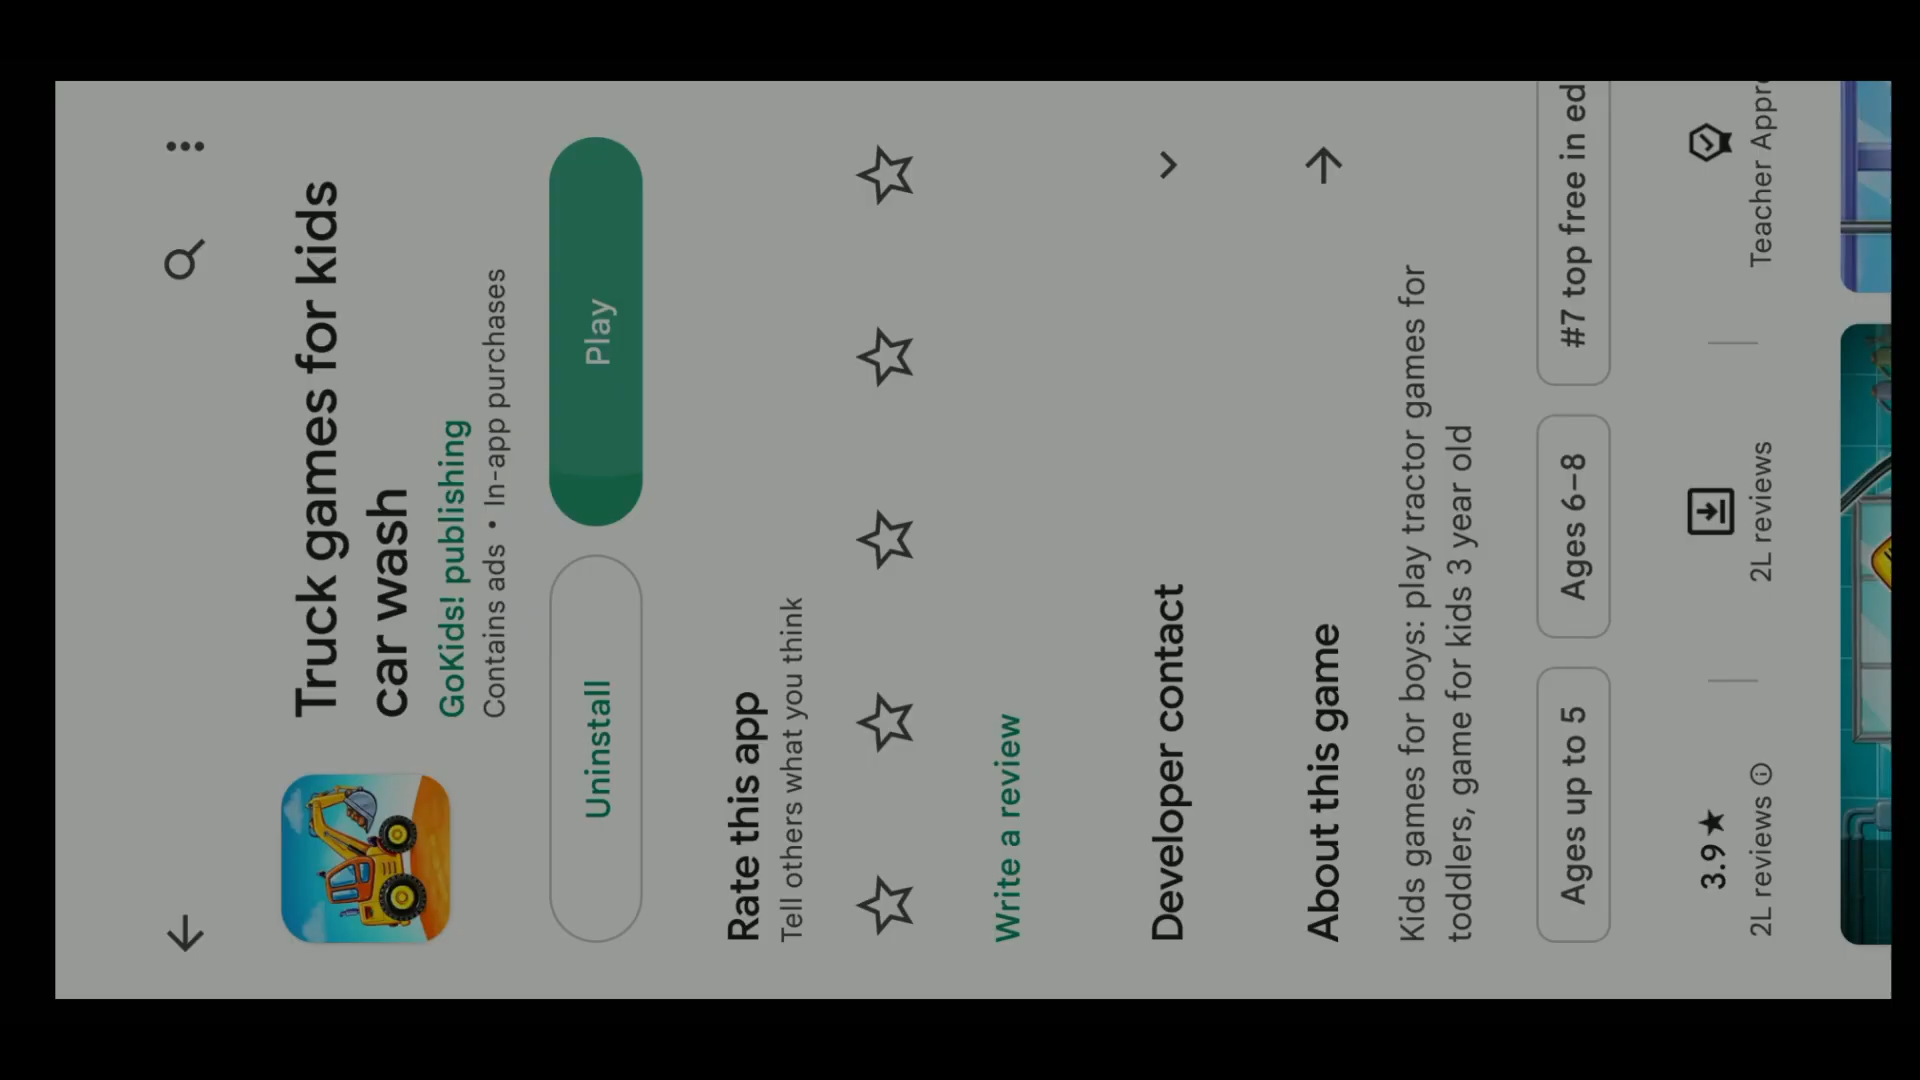 Truck games for kids
car wash
GoKids! publishing
Contains ads • In-app purchases
Uninstall
Play
Rate this app
Tell others what you think
Write a review
Developer contact
About this game
Kids games for boys: play tractor games for
toddlers, game for kids 3 year old
Ages up to 5
Ages 6–8
#7 top free in ed
3.9★
2L reviews
2L reviews
Teacher Appr